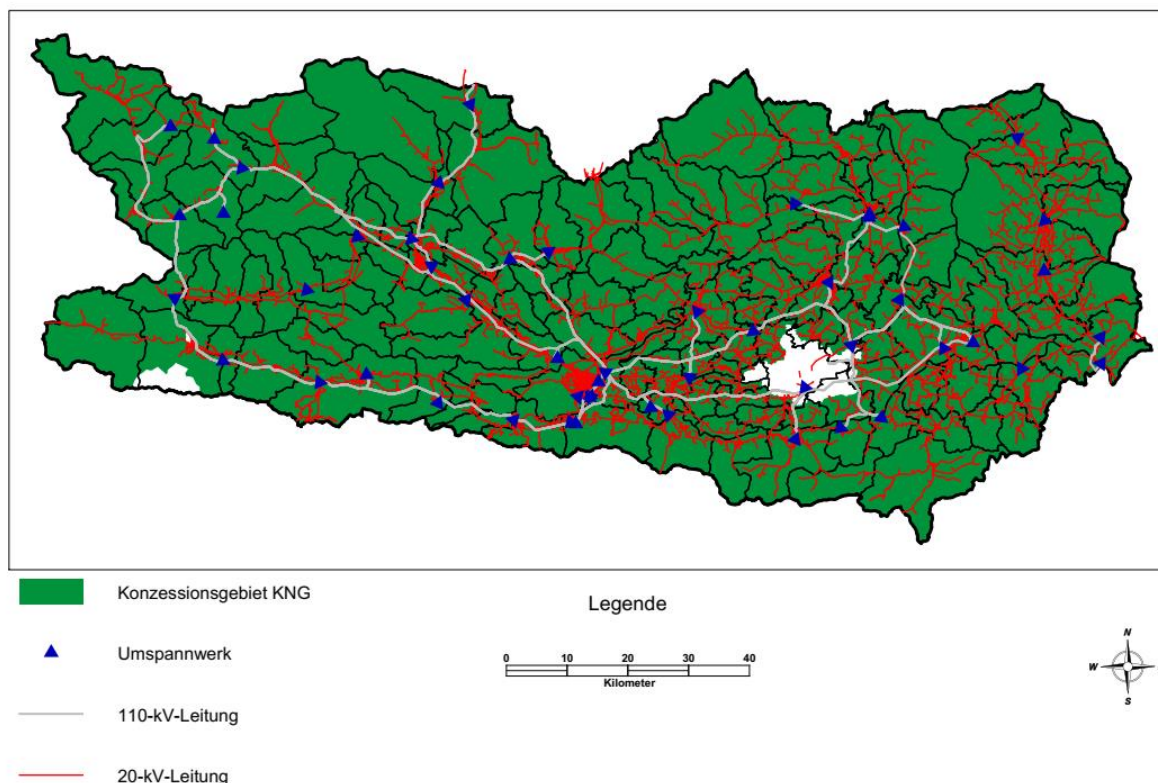 Konzessionsgebiet KNG
Legende
Umspannwerk
0 10 20 30 40
Kilometer
N
W
S
110-kV-Leitung
20-kV-Leitung